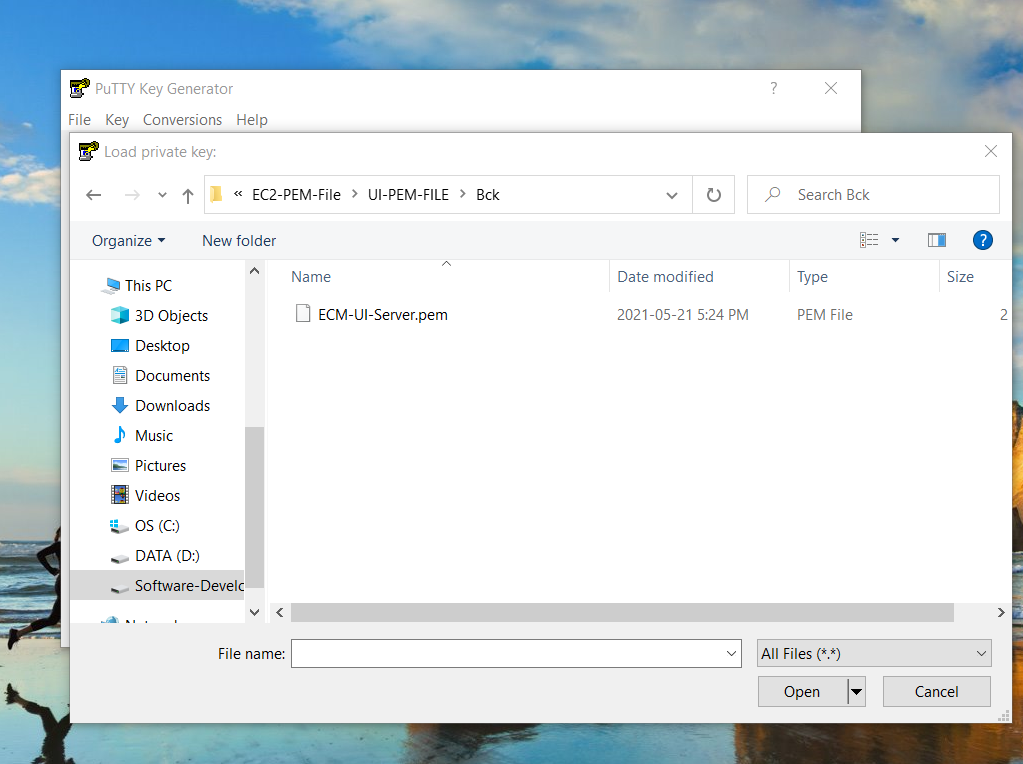 PuTTY Key Generator
?
File Key Conversions Help
Load private key:
« EC2-PEM-File > UI-PEM-FILE > Bck
Search Bck
Organize New folder
?
Name Date modified Type Size
ECM-UI-Server.pem 2021-05-21 5:24 PM PEM File 2
This PC
3D Objects
Desktop
Documents
Downloads
Music
Pictures
Videos
OS (C:)
DATA (D:)
Software-Develo
File name: All Files (*.*)
Open Cancel